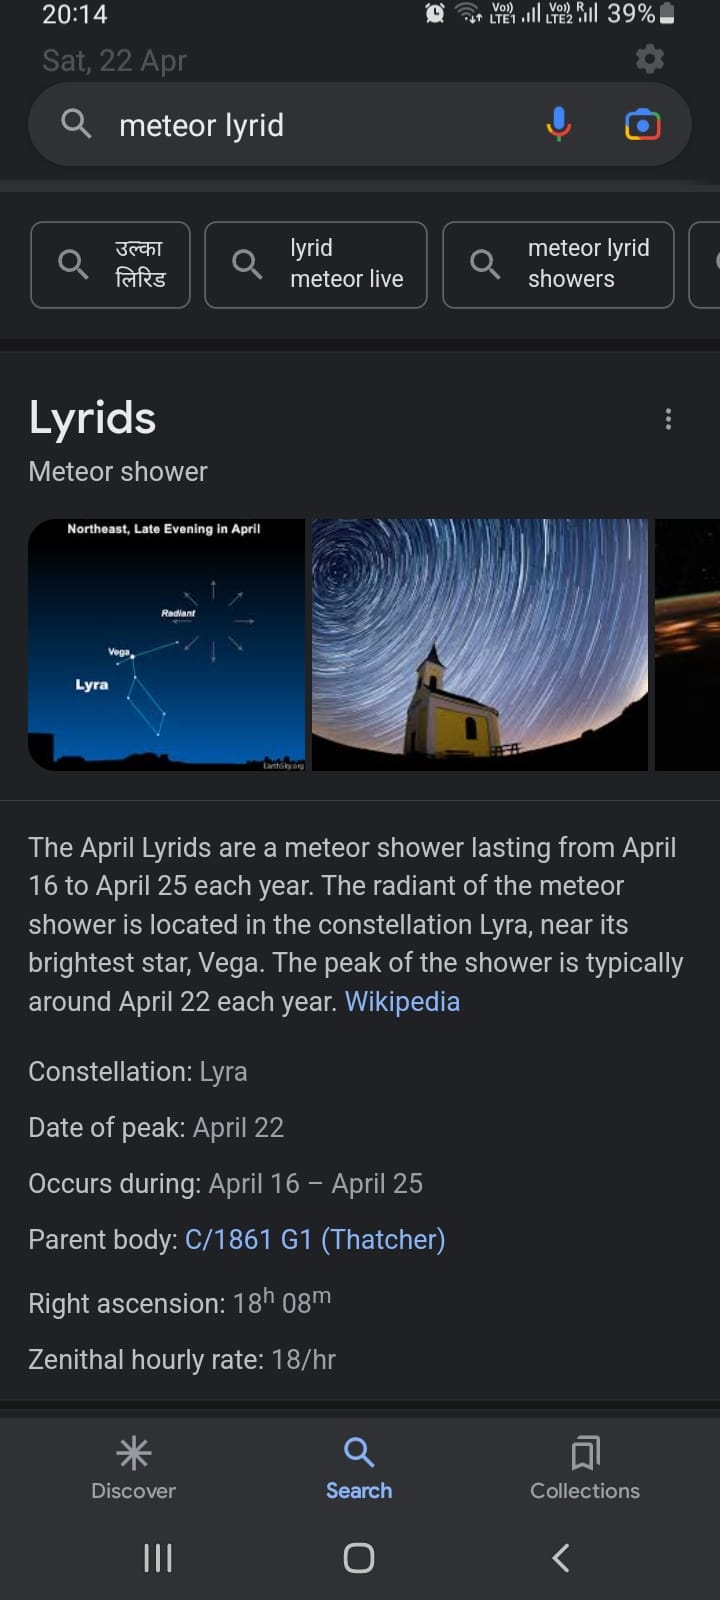 20:14
Vo)) LTE1 Vo)) LTE2 R 39%
Sat, 22 Apr
meteor lyrid
उल्का
लिरिड
lyrid
meteor live
meteor lyrid
showers
Lyrids
Meteor shower
Northeast, Late Evening in April
Radiant
Vega
Lyra
EarthSky.org
The April Lyrids are a meteor shower lasting from April
16 to April 25 each year. The radiant of the meteor
shower is located in the constellation Lyra, near its
brightest star, Vega. The peak of the shower is typically
around April 22 each year. Wikipedia
Constellation: Lyra
Date of peak: April 22
Occurs during: April 16 – April 25
Parent body: C/1861 G1 (Thatcher)
Right ascension: 18h 08m
Zenithal hourly rate: 18/hr
Discover
Search
Collections